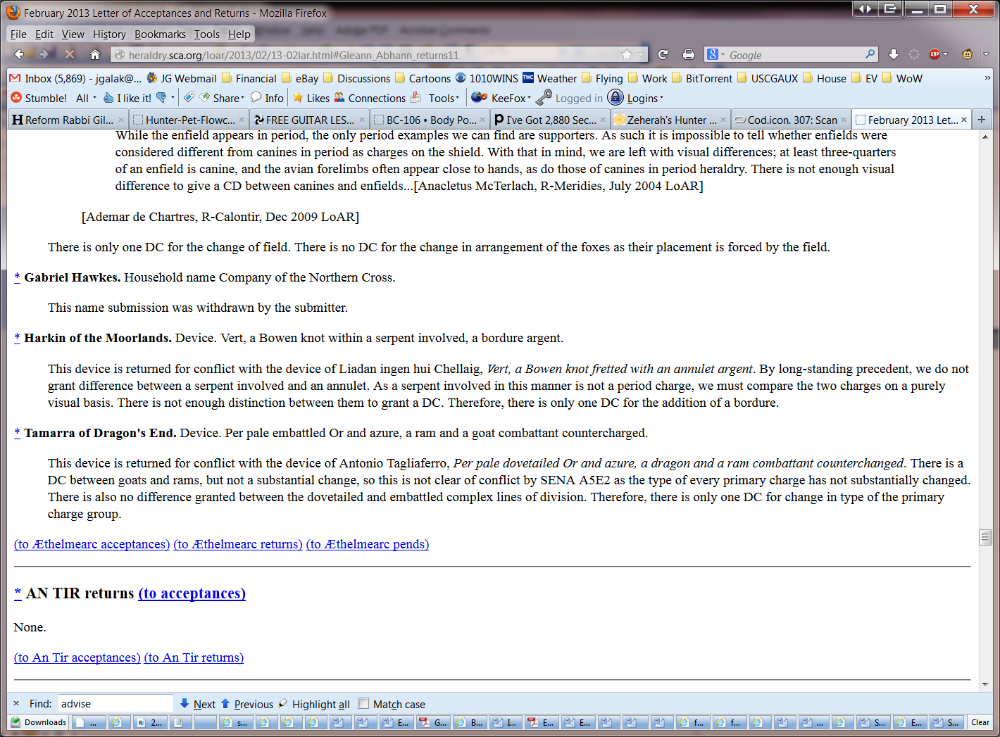 February 2013 Letter of Acceptances and Returns - Mozilla Firefox
File Edit View History Bookmarks Tools Help
heraldry.sca.org/loar/2013/02/13-02lar.html#Gleann_Abhann_returns11
Google
Inbox (5,869) - jgalak@... JG Webmail Financial eBay Discussions Cartoons 1010WINS Weather Flying Work BitTorrent USCGAUX House EV WoW »
Stumble! All I like it! Share Info Likes Connections Tools KeeFox Logged in Logins
Reform Rabbi Gil... Hunter-Pet-Flowc... FREE GUITAR LES... BC-106 • Body Po... I've Got 2,880 Sec... Zeherah's Hunter ... Cod.icon. 307: Scan February 2013 Let...
While the enfield appears in period, the only period examples we can find are supporters. As such it is impossible to tell whether enfields were
considered different from canines in period as charges on the shield. With that in mind, we are left with visual differences; at least three-quarters
of an enfield is canine, and the avian forelimbs often appear close to hands, as do those of canines in period heraldry. There is not enough visual
difference to give a CD between canines and enfields...[Anacletus McTerlach, R-Meridies, July 2004 LoAR]
[Ademar de Chartres, R-Calontir, Dec 2009 LoAR]
There is only one DC for the change of field. There is no DC for the change in arrangement of the foxes as their placement is forced by the field.
* Gabriel Hawkes. Household name Company of the Northern Cross.
This name submission was withdrawn by the submitter.
* Harkin of the Moorlands. Device. Vert, a Bowen knot within a serpent involved, a bordure argent.
This device is returned for conflict with the device of Liadan ingen hui Chellaig, Vert, a Bowen knot fretted with an annulet argent. By long-standing precedent, we do not
grant difference between a serpent involved and an annulet. As a serpent involved in this manner is not a period charge, we must compare the two charges on a purely
visual basis. There is not enough distinction between them to grant a DC. Therefore, there is only one DC for the addition of a bordure.
* Tamarra of Dragon's End. Device. Per pale embattled Or and azure, a ram and a goat combattant countercharged.
This device is returned for conflict with the device of Antonio Tagliaferro, Per pale dovetailed Or and azure, a dragon and a ram combattant counterchanged. There is a
DC between goats and rams, but not a substantial change, so this is not clear of conflict by SENA A5E2 as the type of every primary charge has not substantially changed.
There is also no difference granted between the dovetailed and embattled complex lines of division. Therefore, there is only one DC for change in type of the primary
charge group.
(to Æthelmearc acceptances) (to Æthelmearc returns) (to Æthelmearc pends)
* AN TIR returns (to acceptances)
None.
(to An Tir acceptances) (to An Tir returns)
× Find: advise Next Previous Highlight all Match case
Downloads ... 2... s... E... G... B... I... E... E... f... f... ... S... E... S... Clear